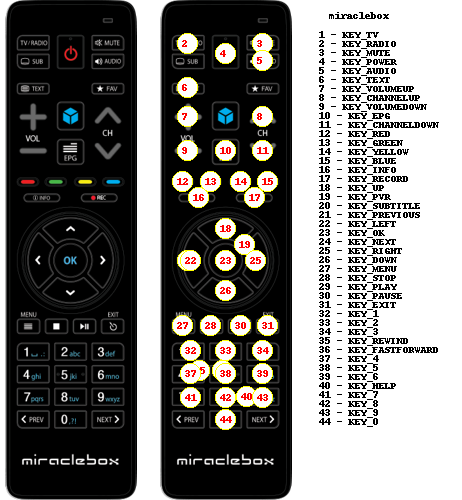 TV / RADIO MUTE
SUB AUDIO
TEXT FAV
VOL CH
EPG
INFO REC
OK
MENU EXIT
1 ␣ .: 2 abc 3 def
4 ghi 5 jkl 6 mno
7 pqrs 8 tuv 9 wxyz
PREV 0 .?! NEXT
miraclebox
2 3
4
5
6 FAV
7 8
VOL CH
9 10 11
12 13 14 15
16 17
18
19
22 23 25
26
27 28 30 31
32 33 34
37 5 38 39
41 42 40 43
PREV 44 NEXT
miraclebox
miraclebox
1 - KEY_TV
2 - KEY_RADIO
3 - KEY_MUTE
4 - KEY_POWER
5 - KEY_AUDIO
6 - KEY_TEXT
7 - KEY_VOLUMEUP
8 - KEY_CHANNELUP
9 - KEY_VOLUMEDOWN
10 - KEY_EPG
11 - KEY_CHANNELDOWN
12 - KEY_RED
13 - KEY_GREEN
14 - KEY_YELLOW
15 - KEY_BLUE
16 - KEY_INFO
17 - KEY_RECORD
18 - KEY_UP
19 - KEY_PVR
20 - KEY_SUBTITLE
21 - KEY_PREVIOUS
22 - KEY_LEFT
23 - KEY_OK
24 - KEY_NEXT
25 - KEY_RIGHT
26 - KEY_DOWN
27 - KEY_MENU
28 - KEY_STOP
29 - KEY_PLAY
30 - KEY_PAUSE
31 - KEY_EXIT
32 - KEY_1
33 - KEY_2
34 - KEY_3
35 - KEY_REWIND
36 - KEY_FASTFORWARD
37 - KEY_4
38 - KEY_5
39 - KEY_6
40 - KEY_HELP
41 - KEY_7
42 - KEY_8
43 - KEY_9
44 - KEY_0